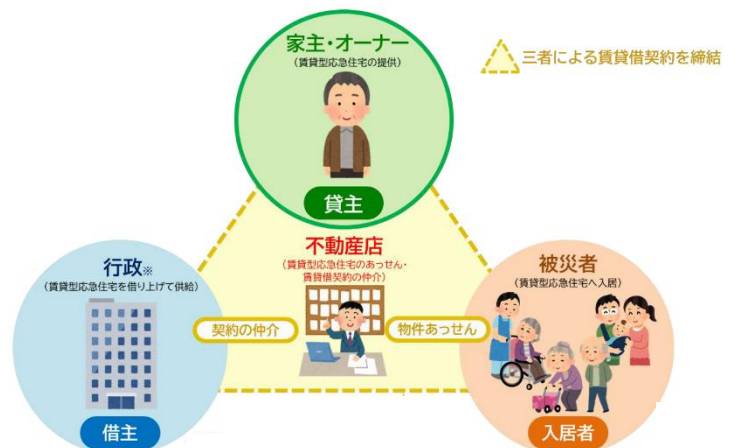 家主・オーナー
(賃貸型応急住宅の提供)
貸主
三者による賃貸借契約を締結
不動産店
(賃貸型応急住宅のあっせん・
賃貸借契約の仲介)
行政※
(賃貸型応急住宅を借り上げて供給)
契約の仲介
物件あっせん
借主
被災者
(賃貸型応急住宅へ入居)
入居者